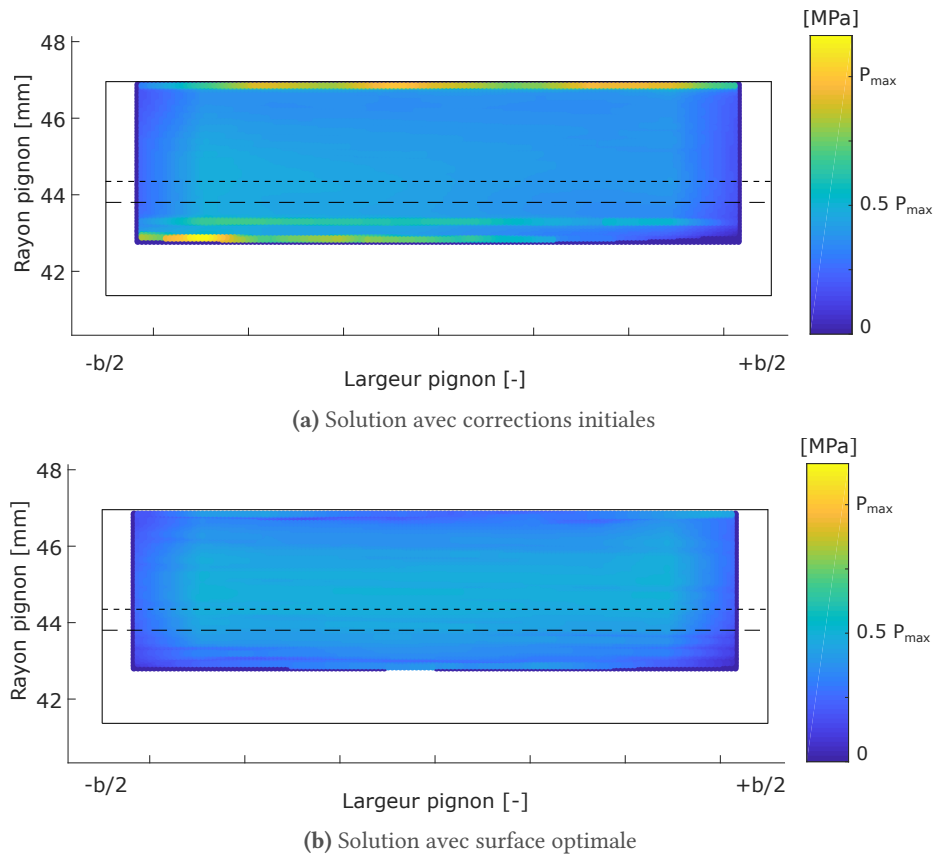 [MPa]
48
46
44
42
Rayon pignon [mm]
P_max
0.5 P_max
0
-b/2
+b/2
Largeur pignon [-]
(a) Solution avec corrections initiales
[MPa]
48
46
44
42
Rayon pignon [mm]
P_max
0.5 P_max
0
-b/2
+b/2
Largeur pignon [-]
(b) Solution avec surface optimale